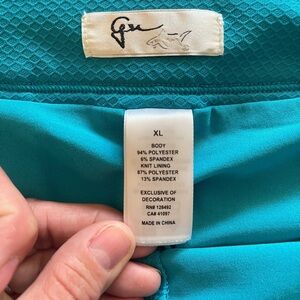 XL
BODY
94% POLYESTER
6% SPANDEX
KNIT LINING
87% POLYESTER
13% SPANDEX
EXCLUSIVE OF
DECORATION
RN# 128492
CA# 41097
MADE IN CHINA